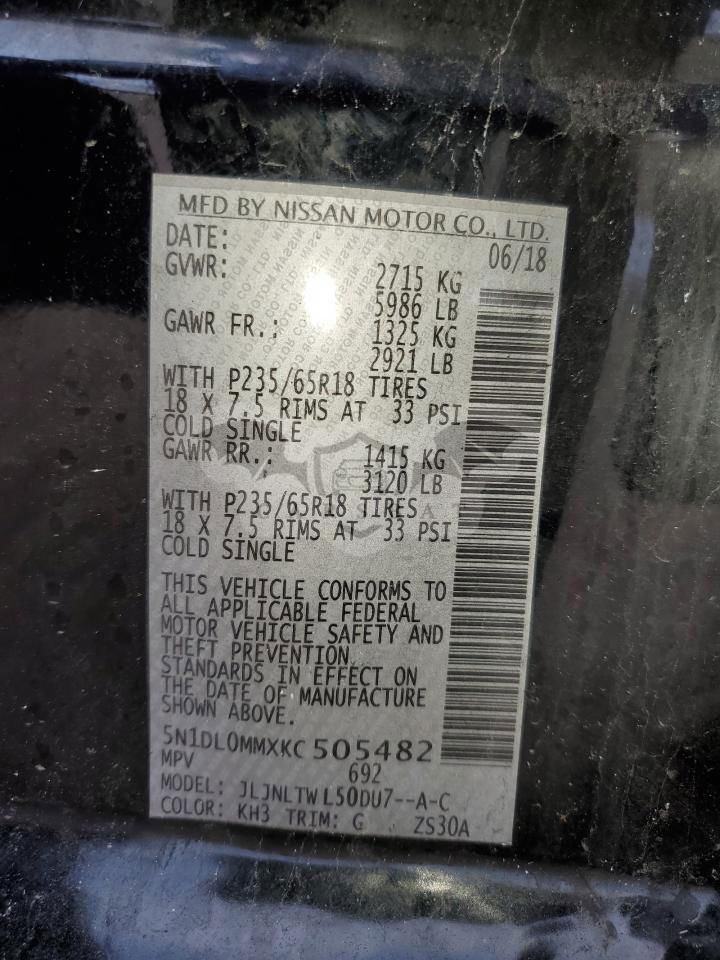 MFD BY NISSAN MOTOR CO., LTD.
DATE: 06/18
GVWR: 2715 KG
5986 LB
GAWR FR.: 1325 KG
2921 LB
WITH P235/65R18 TIRES
18 X 7.5 RIMS AT 33 PSI
COLD SINGLE
GAWR RR.: 1415 KG
3120 LB
WITH P235/65R18 TIRES
18 X 7.5 RIMS AT 33 PSI
COLD SINGLE
THIS VEHICLE CONFORMS TO
ALL APPLICABLE FEDERAL
MOTOR VEHICLE SAFETY AND
THEFT PREVENTION
STANDARDS IN EFFECT ON
THE DATE OF MANUFACTURE
SHOWN ABOVE.
5N1DL0MMXKC505482
MPV 692
MODEL: JLJNLTWL50DU7--A-C
COLOR: KH3 TRIM: G ZS30A